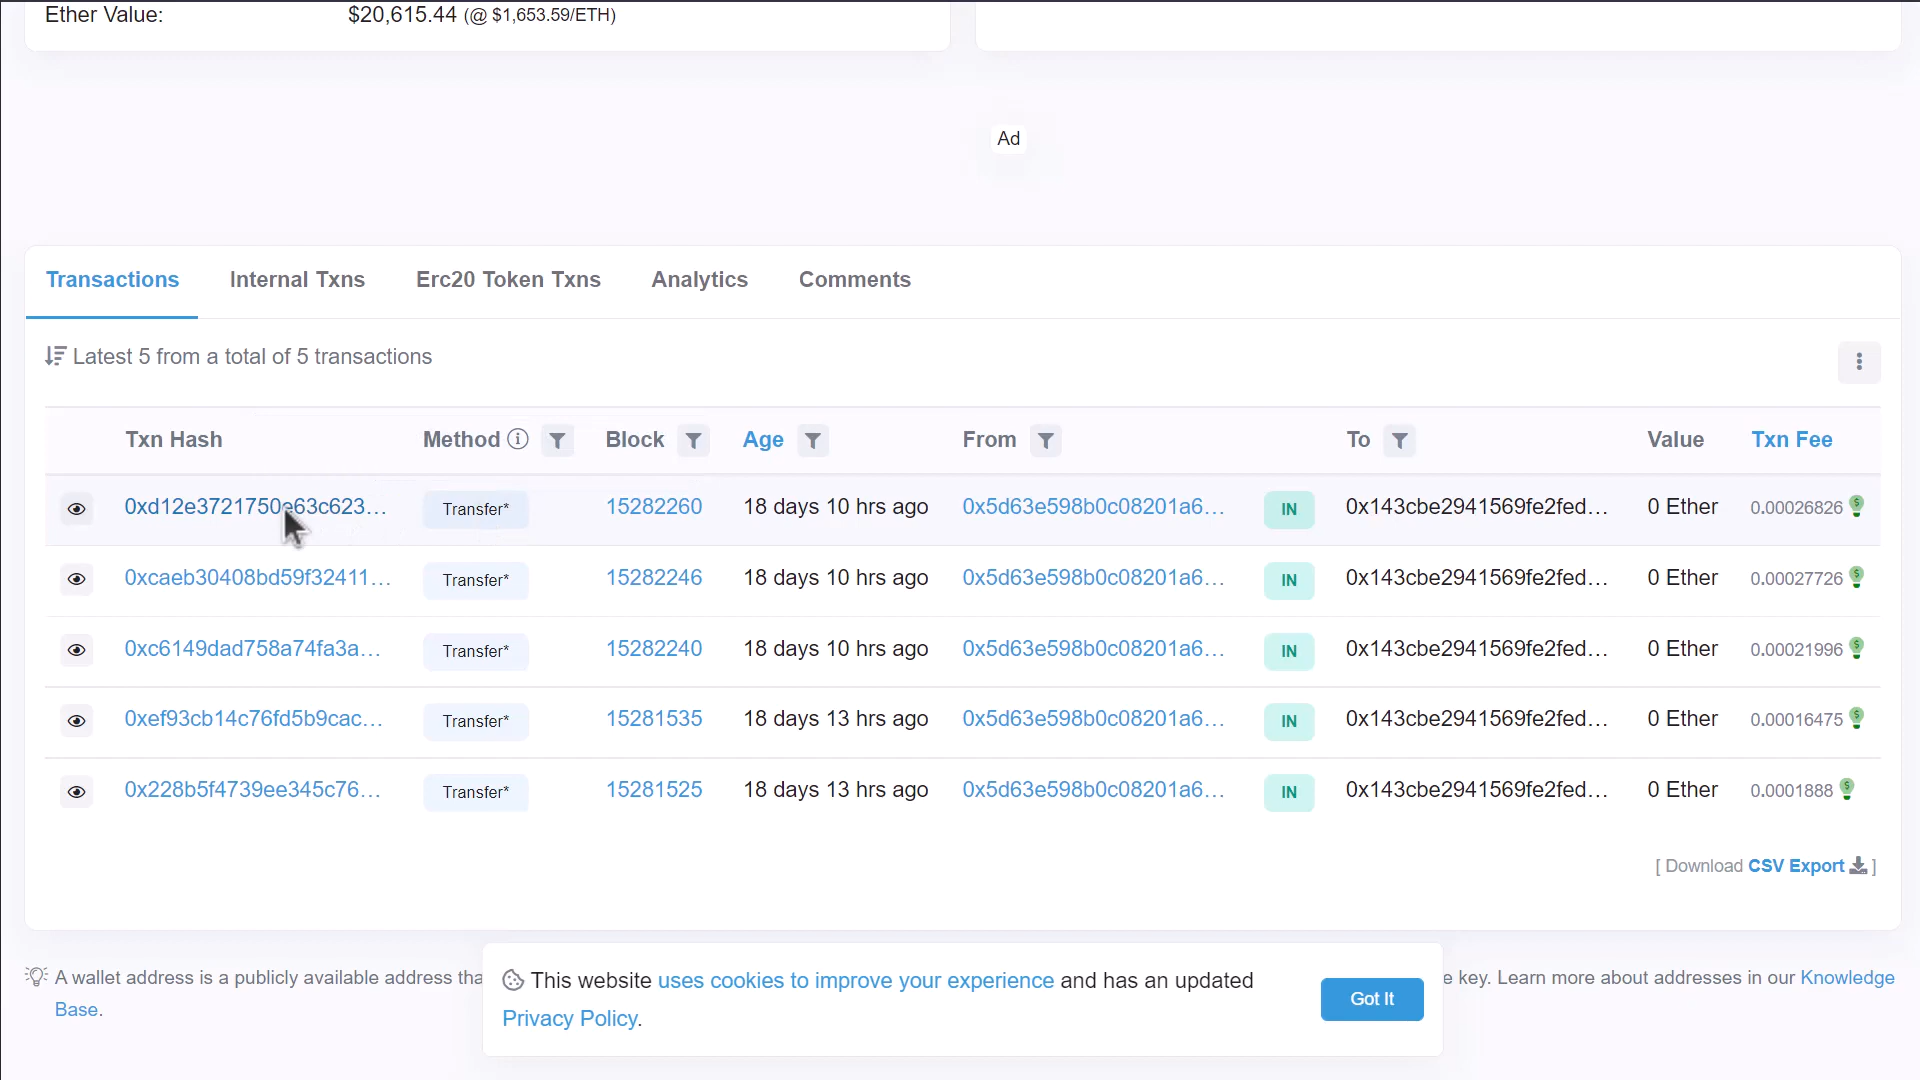 Ether Value: $20,615.44 (@ $1,653.59/ETH)
Ad
Transactions Internal Txns Erc20 Token Txns Analytics Comments
Latest 5 from a total of 5 transactions
Txn Hash Method Block Age From To Value Txn Fee
0xd12e3721750e63c623... Transfer* 15282260 18 days 10 hrs ago 0x5d63e598b0c08201a6... IN 0x143cbe2941569fe2fed... 0 Ether 0.00026826
0xcaeb30408bd59f32411... Transfer* 15282246 18 days 10 hrs ago 0x5d63e598b0c08201a6... IN 0x143cbe2941569fe2fed... 0 Ether 0.00027726
0xc6149dad758a74fa3a... Transfer* 15282240 18 days 10 hrs ago 0x5d63e598b0c08201a6... IN 0x143cbe2941569fe2fed... 0 Ether 0.00021996
0xef93cb14c76fd5b9cac... Transfer* 15281535 18 days 13 hrs ago 0x5d63e598b0c08201a6... IN 0x143cbe2941569fe2fed... 0 Ether 0.00016475
0x228b5f4739ee345c76... Transfer* 15281525 18 days 13 hrs ago 0x5d63e598b0c08201a6... IN 0x143cbe2941569fe2fed... 0 Ether 0.0001888
[ Download CSV Export ]
A wallet address is a publicly available address tha
e key. Learn more about addresses in our Knowledge
Base.
This website uses cookies to improve your experience and has an updated
Privacy Policy.
Got It